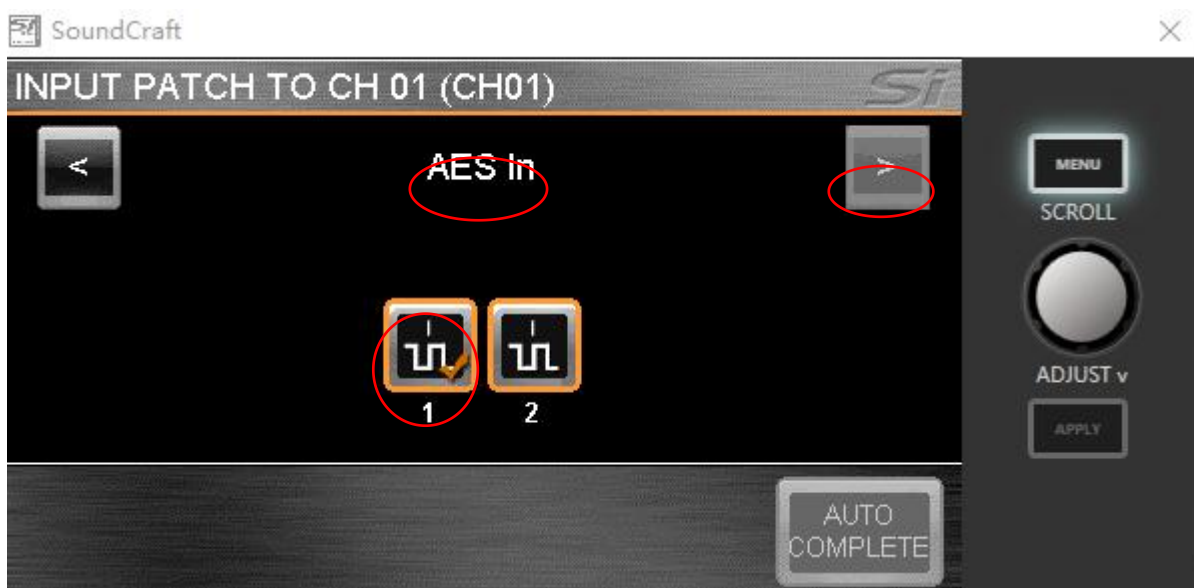 SoundCraft
INPUT PATCH TO CH 01 (CH01)
Si
<
AES In
>
MENU
SCROLL
1
2
ADJUST v
APPLY
AUTO
COMPLETE